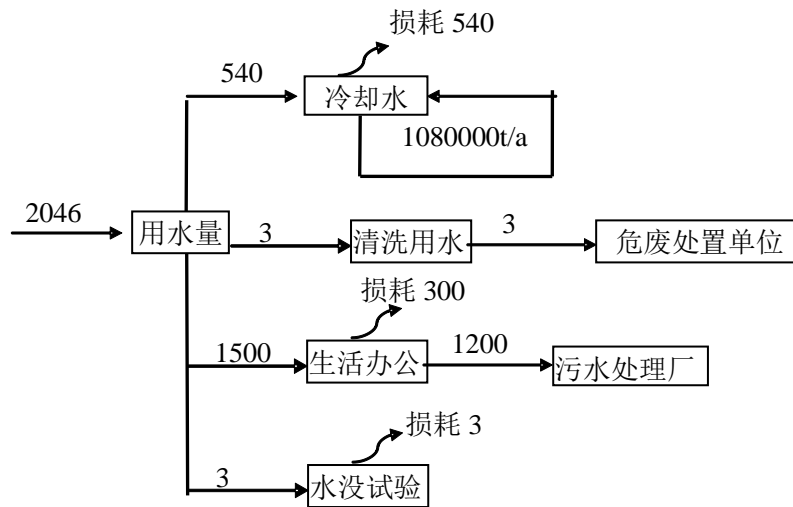 损耗 540
540
冷却水
1080000t/a
2046
用水量
3
清洗用水
3
危废处置单位
损耗 300
1500
生活办公
1200
污水处理厂
损耗 3
3
水没试验